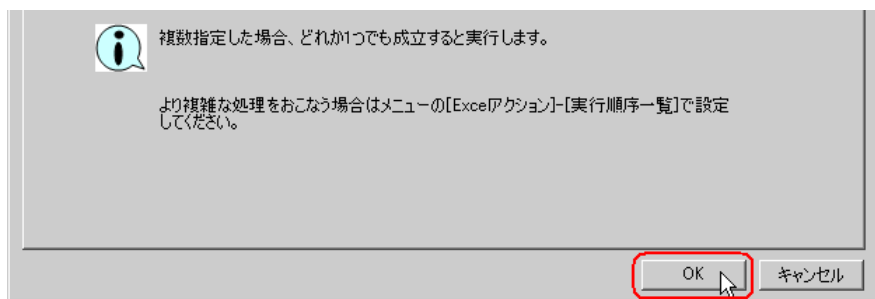 複数指定した場合、どれか1つでも成立すると実行します。
より複雑な処理をおこなう場合はメニューの[Excelアクション]-[実行順序一覧]で設定
してください。
OK
キャンセル